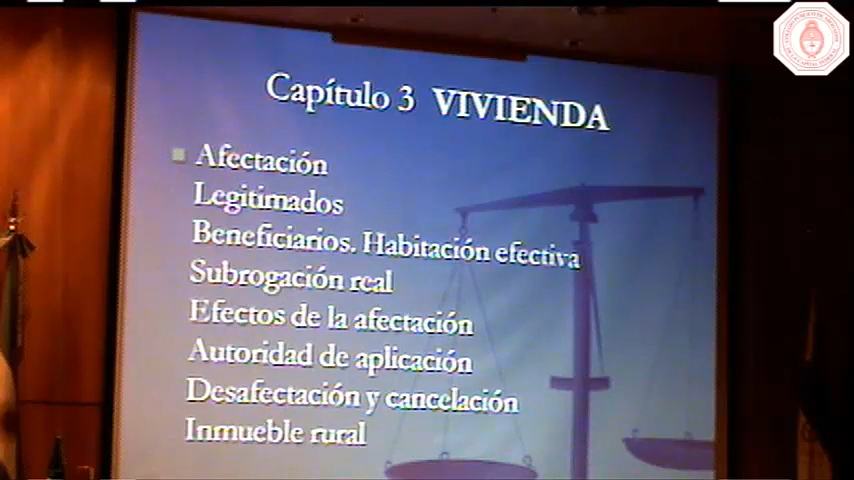 Capítulo 3 VIVIENDA
Afectación
Legitimados
Beneficiarios. Habitación efectiva
Subrogación real
Efectos de la afectación
Autoridad de aplicación
Desafectación y cancelación
Inmueble rural